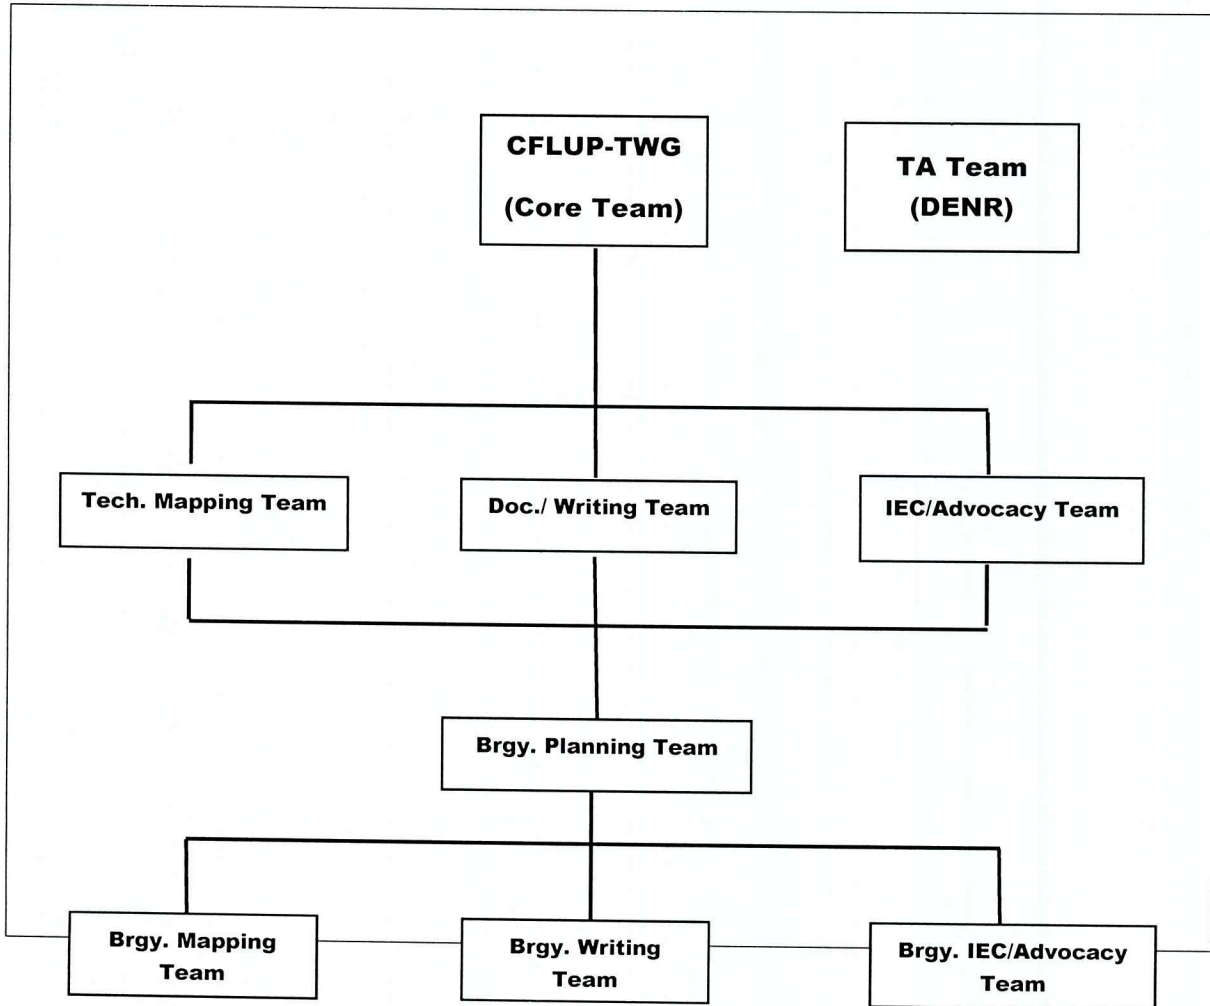 CFLUP-TWG
(Core Team)
TA Team
(DENR)
Tech. Mapping Team
Doc./ Writing Team
IEC/Advocacy Team
Brgy. Planning Team
Brgy. Mapping
Team
Brgy. Writing
Team
Brgy. IEC/Advocacy
Team